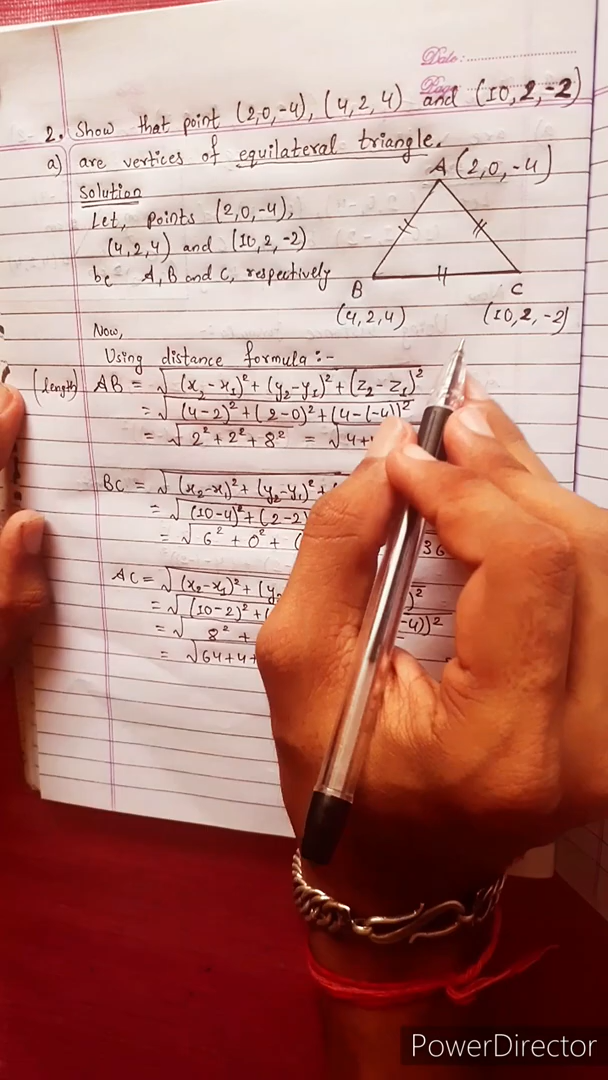 Date:
Page
2. Show that point (2,0,-4), (4,2,4) and (10,2,-2)
a) are vertices of equilateral triangle.
Solution
A (2,0,-4)
Let, points (2,0,-4),
(4,2,4) and (10,2,-2)
be A, B and C, respectively
B
C
(4,2,4)
(10,2,-2)
Now,
Using distance formula:-
(length) AB = √(x₂-x₁)²+(y₂-y₁)²+(z₂-z₁)²
= √(4-2)²+(2-0)²+(4-(-4))²
= √2²+2²+8² = √4+
BC = √(x₂-x₁)²+(y₂-y₁)²+
= √(10-4)²+(2-2)
= √6²+0²+(
36
AC = √(x₂-x₁)²+(y₂ )²
= √(10-2)²+( -4))²
= √8²+
= √64+4+
PowerDirector